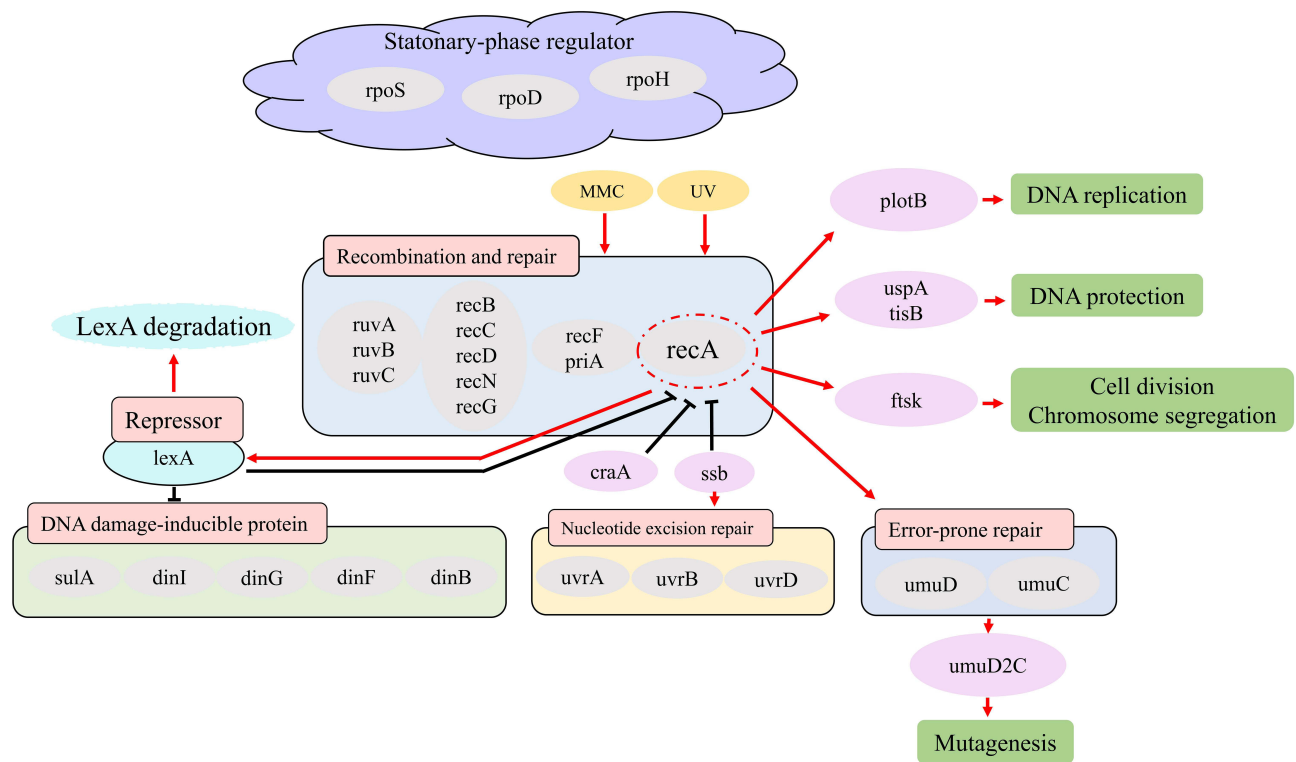 Statonary-phase regulator
rpoS
rpoD
rpoH
MMC
UV
plotB
DNA replication
Recombination and repair
ruvA
ruvB
ruvC
recB
recC
recD
recN
recG
recF
priA
recA
uspA
tisB
DNA protection
LexA degradation
ftsk
Cell division
Chromosome segregation
Repressor
lexA
craA
ssb
DNA damage-inducible protein
sulA
dinI
dinG
dinF
dinB
Nucleotide excision repair
uvrA
uvrB
uvrD
Error-prone repair
umuD
umuC
umuD2C
Mutagenesis